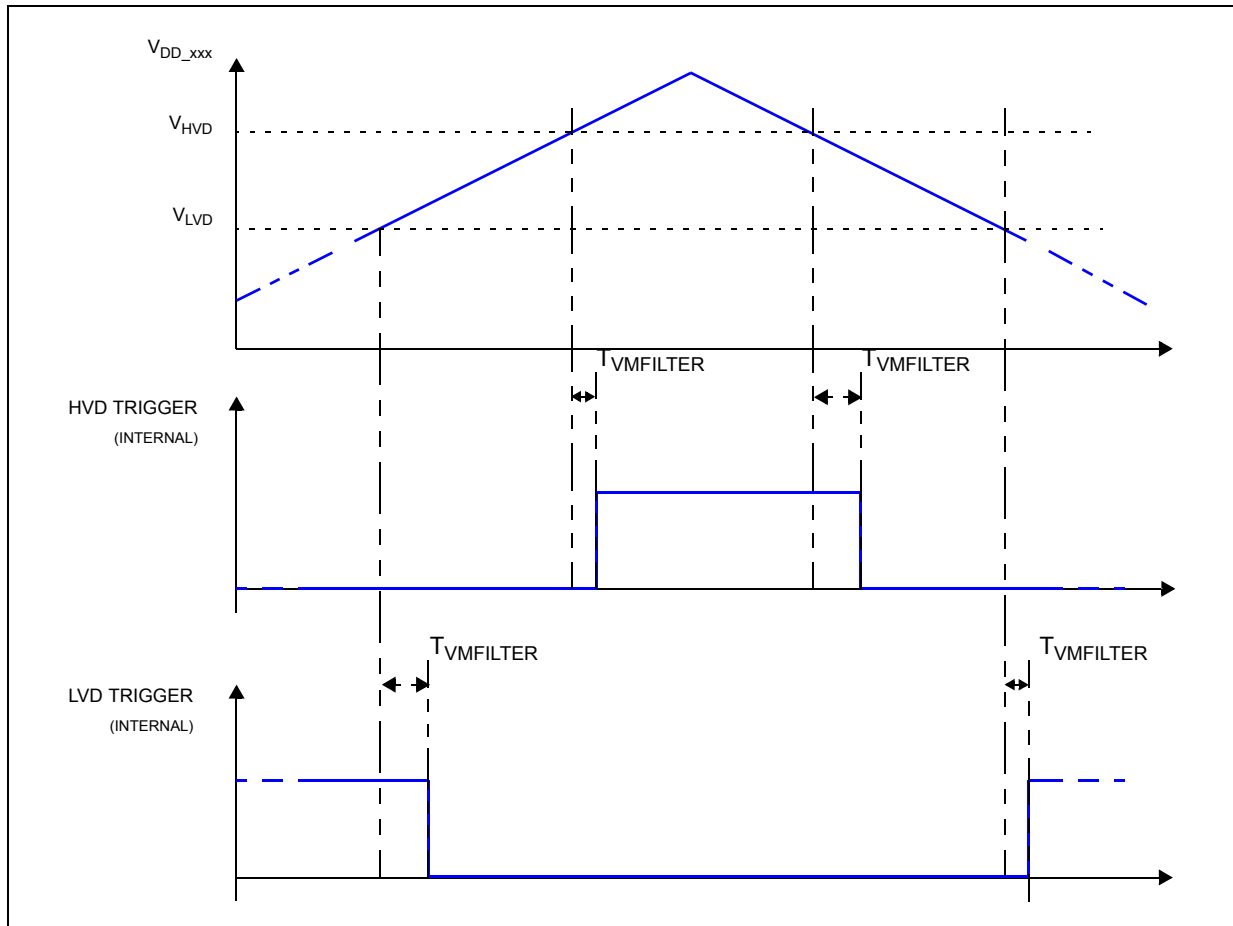 VDD_xxx
VHVD
VLVD
TVMFILTER TVMFILTER
HVD TRIGGER
(INTERNAL)
TVMFILTER TVMFILTER
LVD TRIGGER
(INTERNAL)